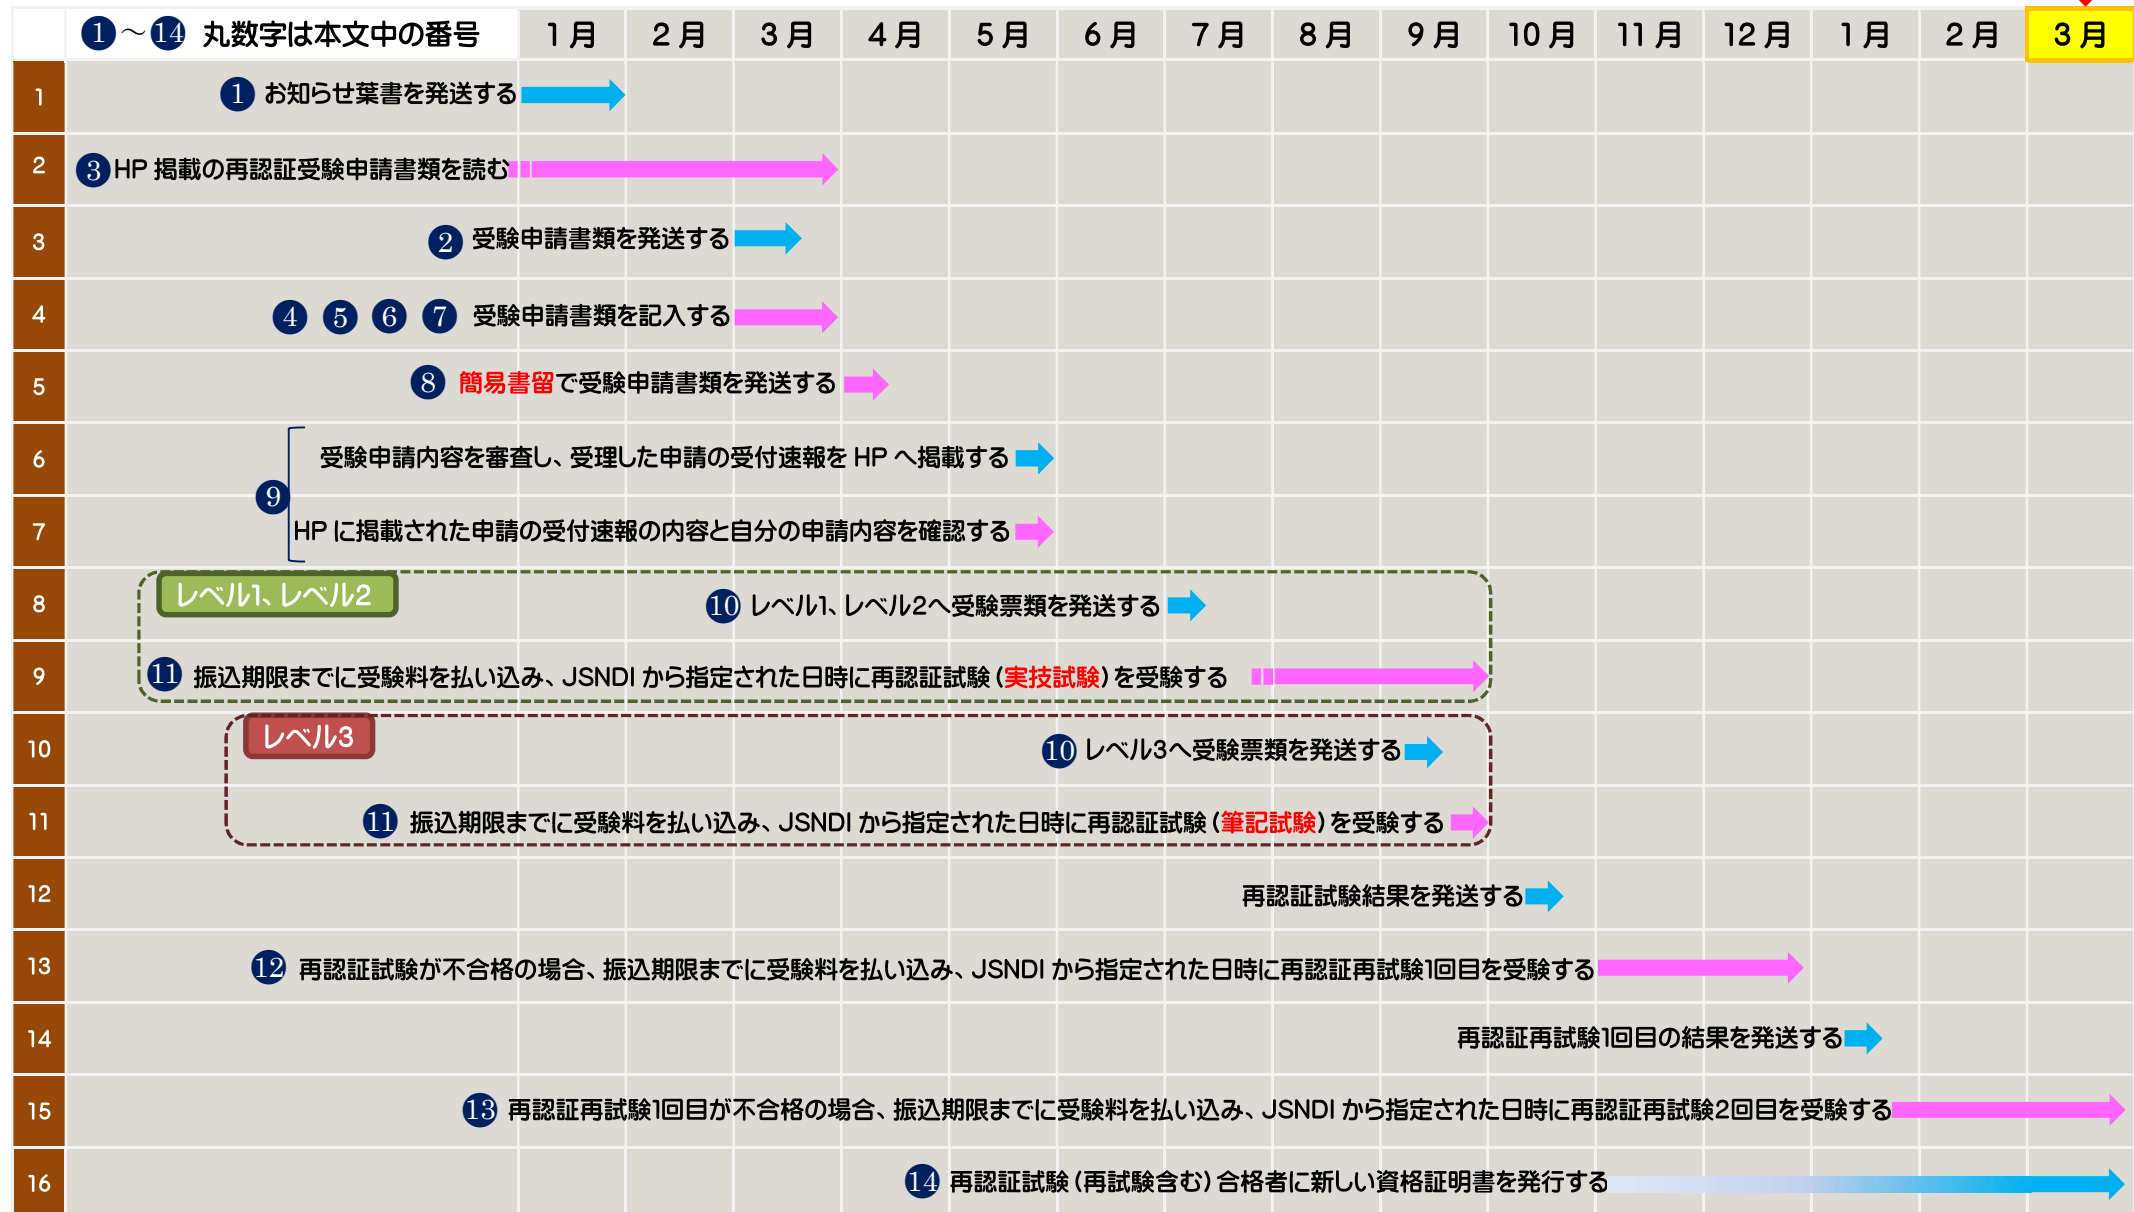 ❶～⓮ 丸数字は本文中の番号 1月 2月 3月 4月 5月 6月 7月 8月 9月 10月 11月 12月 1月 2月 3月
1 ❶ お知らせ葉書を発送する
2 ❸ HP 掲載の再認証受験申請書類を読む
3 ❷ 受験申請書類を発送する
4 ❹ ❺ ❻ ❼ 受験申請書類を記入する
5 ❽ 簡易書留で受験申請書類を発送する
6 受験申請内容を審査し、受理した申請の受付速報を HP へ掲載する
❾
7 HP に掲載された申請の受付速報の内容と自分の申請内容を確認する
レベル1、レベル2
8 ❿ レベル1、レベル2へ受験票類を発送する
9 ⓫ 振込期限までに受験料を払い込み、JSNDI から指定された日時に再認証試験（実技試験）を受験する
レベル3
10 ❿ レベル3へ受験票類を発送する
11 ⓫ 振込期限までに受験料を払い込み、JSNDI から指定された日時に再認証試験（筆記試験）を受験する
12 再認証試験結果を発送する
13 ⓬ 再認証試験が不合格の場合、振込期限までに受験料を払い込み、JSNDI から指定された日時に再認証再試験1回目を受験する
14 再認証再試験1回目の結果を発送する
15 ⓭ 再認証再試験1回目が不合格の場合、振込期限までに受験料を払い込み、JSNDI から指定された日時に再認証再試験2回目を受験する
16 ⓮ 再認証試験（再試験含む）合格者に新しい資格証明書を発行する